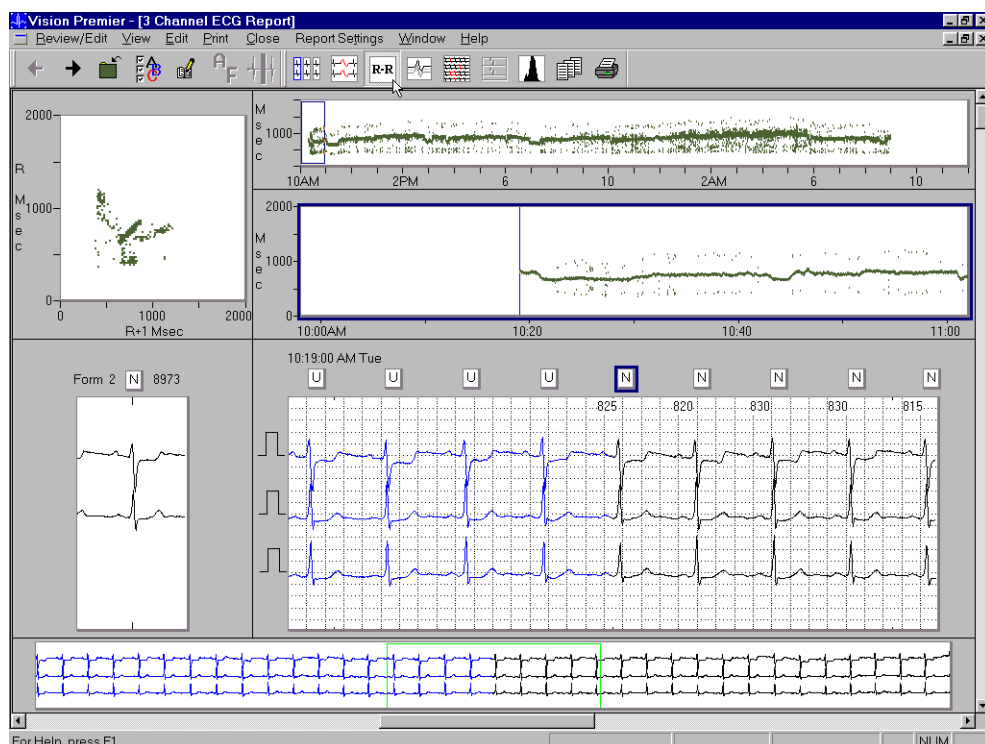 Vision Premier - [3 Channel ECG Report]
Review/Edit View Edit Print Close Report Settings Window Help
A B C A F R-R
2000
R
Msec
1000
0
0 1000 2000
R+1 Msec
Msec
1000
10AM 2PM 6 10 2AM 6 10
2000
Msec
1000
0
10:00AM 10:20 10:40 11:00
Form 2 N 8973
10:19:00 AM Tue
U U U U N N N N N
825 820 830 830 815
For Help, press F1
NUM